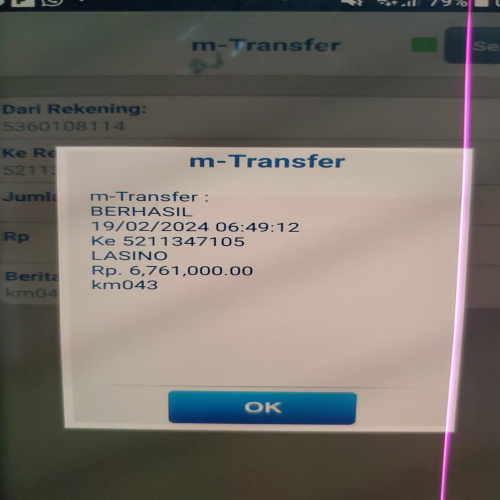 79%
m-Transfer
Se
Dari Rekening:
5360108114
Ke Re
5211
Jumla
Rp
Berita
km04
m-Transfer
m-Transfer :
BERHASIL
19/02/2024 06:49:12
Ke 5211347105
LASINO
Rp. 6,761,000.00
km043
OK